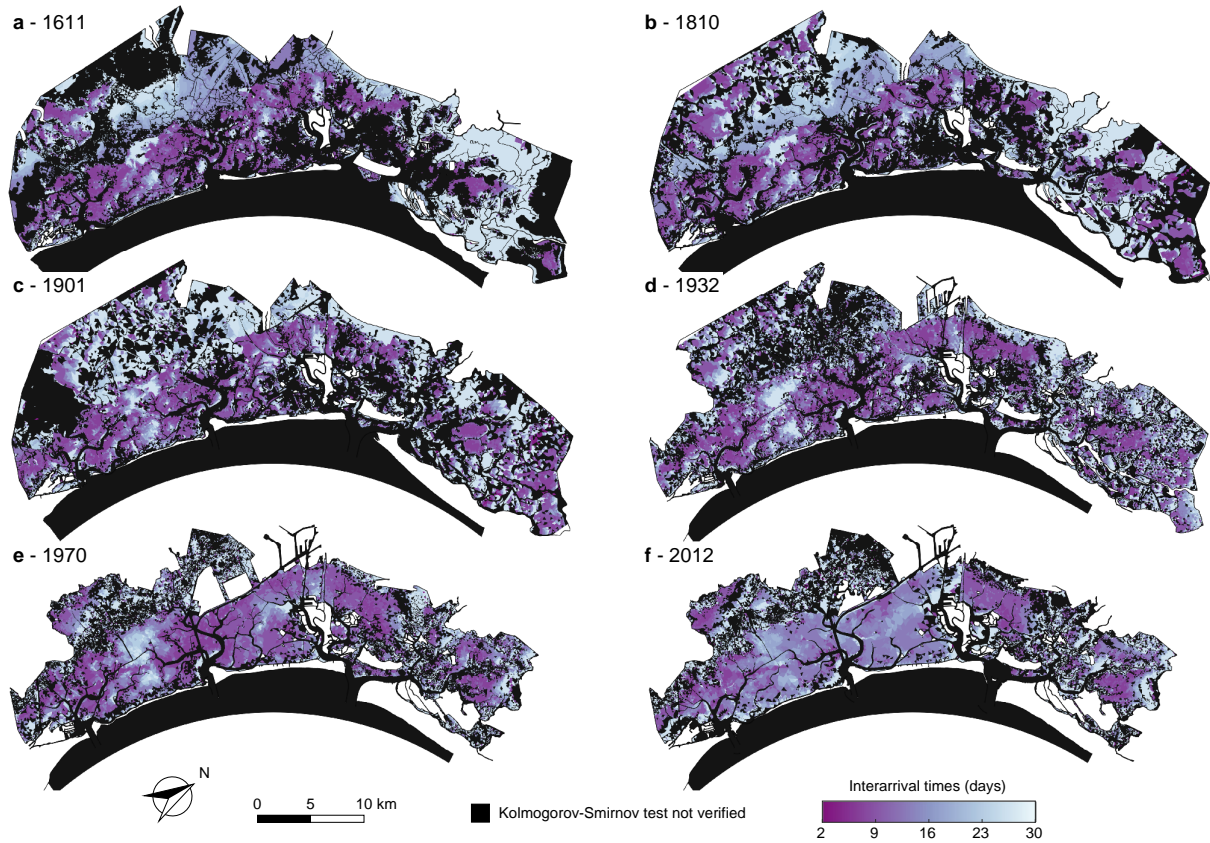 a - 1611
b - 1810
c - 1901
d - 1932
e - 1970
f - 2012
N
0 5 10 km
Kolmogorov-Smirnov test not verified
Interarrival times (days)
2 9 16 23 30